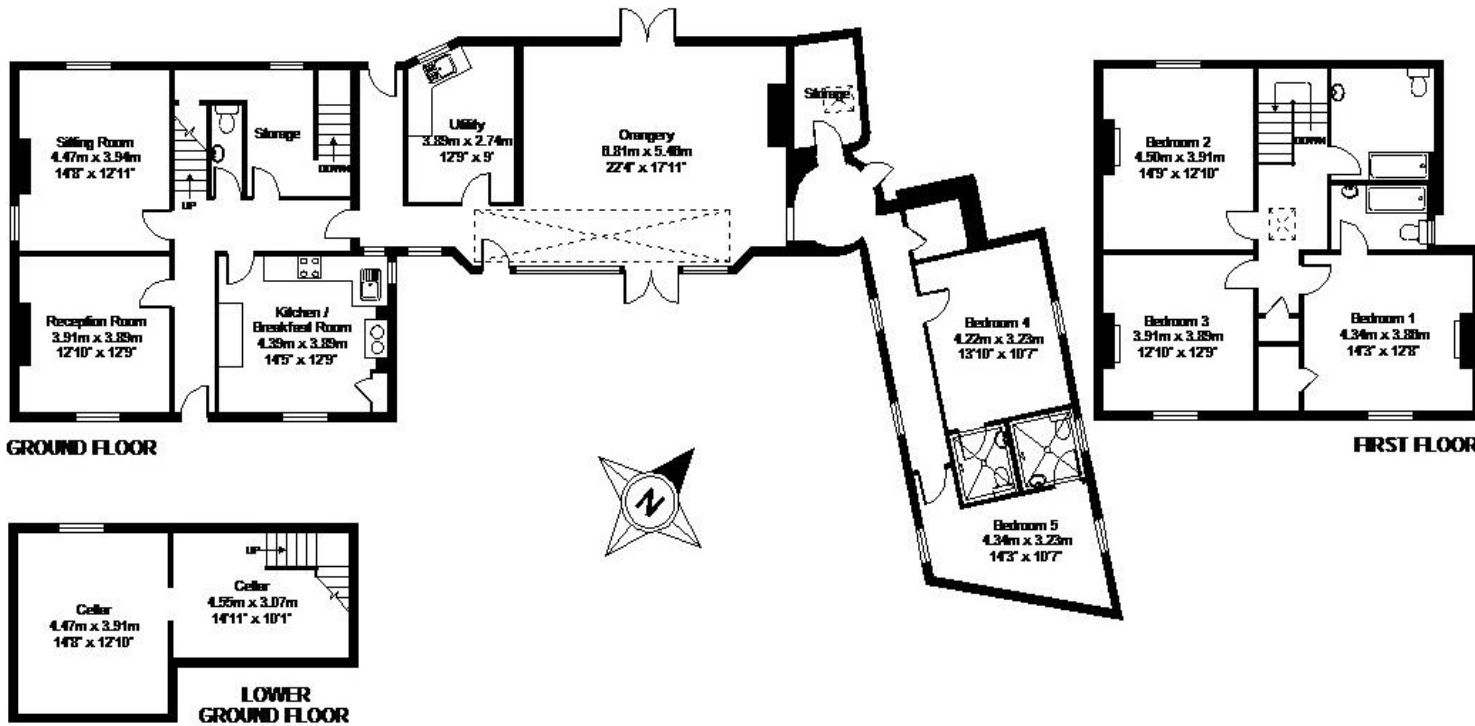 Sitting Room
4.47m x 3.94m
14'8" x 12'11"
Storage
UP
DOWN
Utility
3.89m x 2.74m
12'9" x 9'
Orangery
6.81m x 5.46m
22'4" x 17'11"
Storage
Reception Room
3.91m x 3.89m
12'10" x 12'9"
Kitchen /
Breakfast Room
4.39m x 3.89m
14'5" x 12'9"
Bedroom 4
4.22m x 3.23m
13'10" x 10'7"
Bedroom 5
4.34m x 3.23m
14'3" x 10'7"
GROUND FLOOR
Bedroom 2
4.50m x 3.91m
14'9" x 12'10"
DOWN
Bedroom 3
3.91m x 3.89m
12'10" x 12'9"
Bedroom 1
4.34m x 3.86m
14'3" x 12'8"
FIRST FLOOR
N
Cellar
4.47m x 3.91m
14'8" x 12'10"
UP
Cellar
4.55m x 3.07m
14'11" x 10'1"
LOWER
GROUND FLOOR